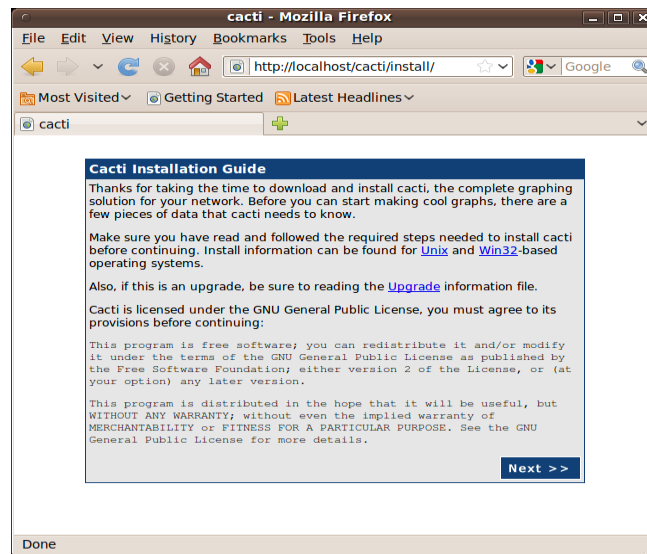 cacti - Mozilla Firefox
File Edit View History Bookmarks Tools Help
http://localhost/cacti/install/ Google
Most Visited Getting Started Latest Headlines
cacti
Cacti Installation Guide
Thanks for taking the time to download and install cacti, the complete graphing
solution for your network. Before you can start making cool graphs, there are a
few pieces of data that cacti needs to know.
Make sure you have read and followed the required steps needed to install cacti
before continuing. Install information can be found for Unix and Win32-based
operating systems.
Also, if this is an upgrade, be sure to reading the Upgrade information file.
Cacti is licensed under the GNU General Public License, you must agree to its
provisions before continuing:
This program is free software; you can redistribute it and/or modify
it under the terms of the GNU General Public License as published by
the Free Software Foundation; either version 2 of the License, or (at
your option) any later version.
This program is distributed in the hope that it will be useful, but
WITHOUT ANY WARRANTY; without even the implied warranty of
MERCHANTABILITY or FITNESS FOR A PARTICULAR PURPOSE. See the GNU
General Public License for more details.
Next >>
Done